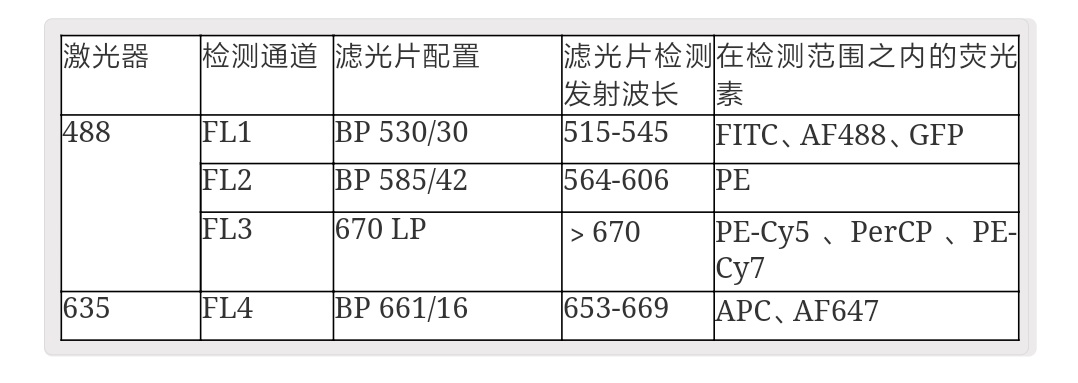 激光器 检测通道 滤光片配置 滤光片检测发射波长 在检测范围之内的荧光素
488 FL1 BP 530/30 515-545 FITC、AF488、GFP
FL2 BP 585/42 564-606 PE
FL3 670 LP ＞670 PE-Cy5 、 PerCP 、 PE-Cy7
635 FL4 BP 661/16 653-669 APC、AF647